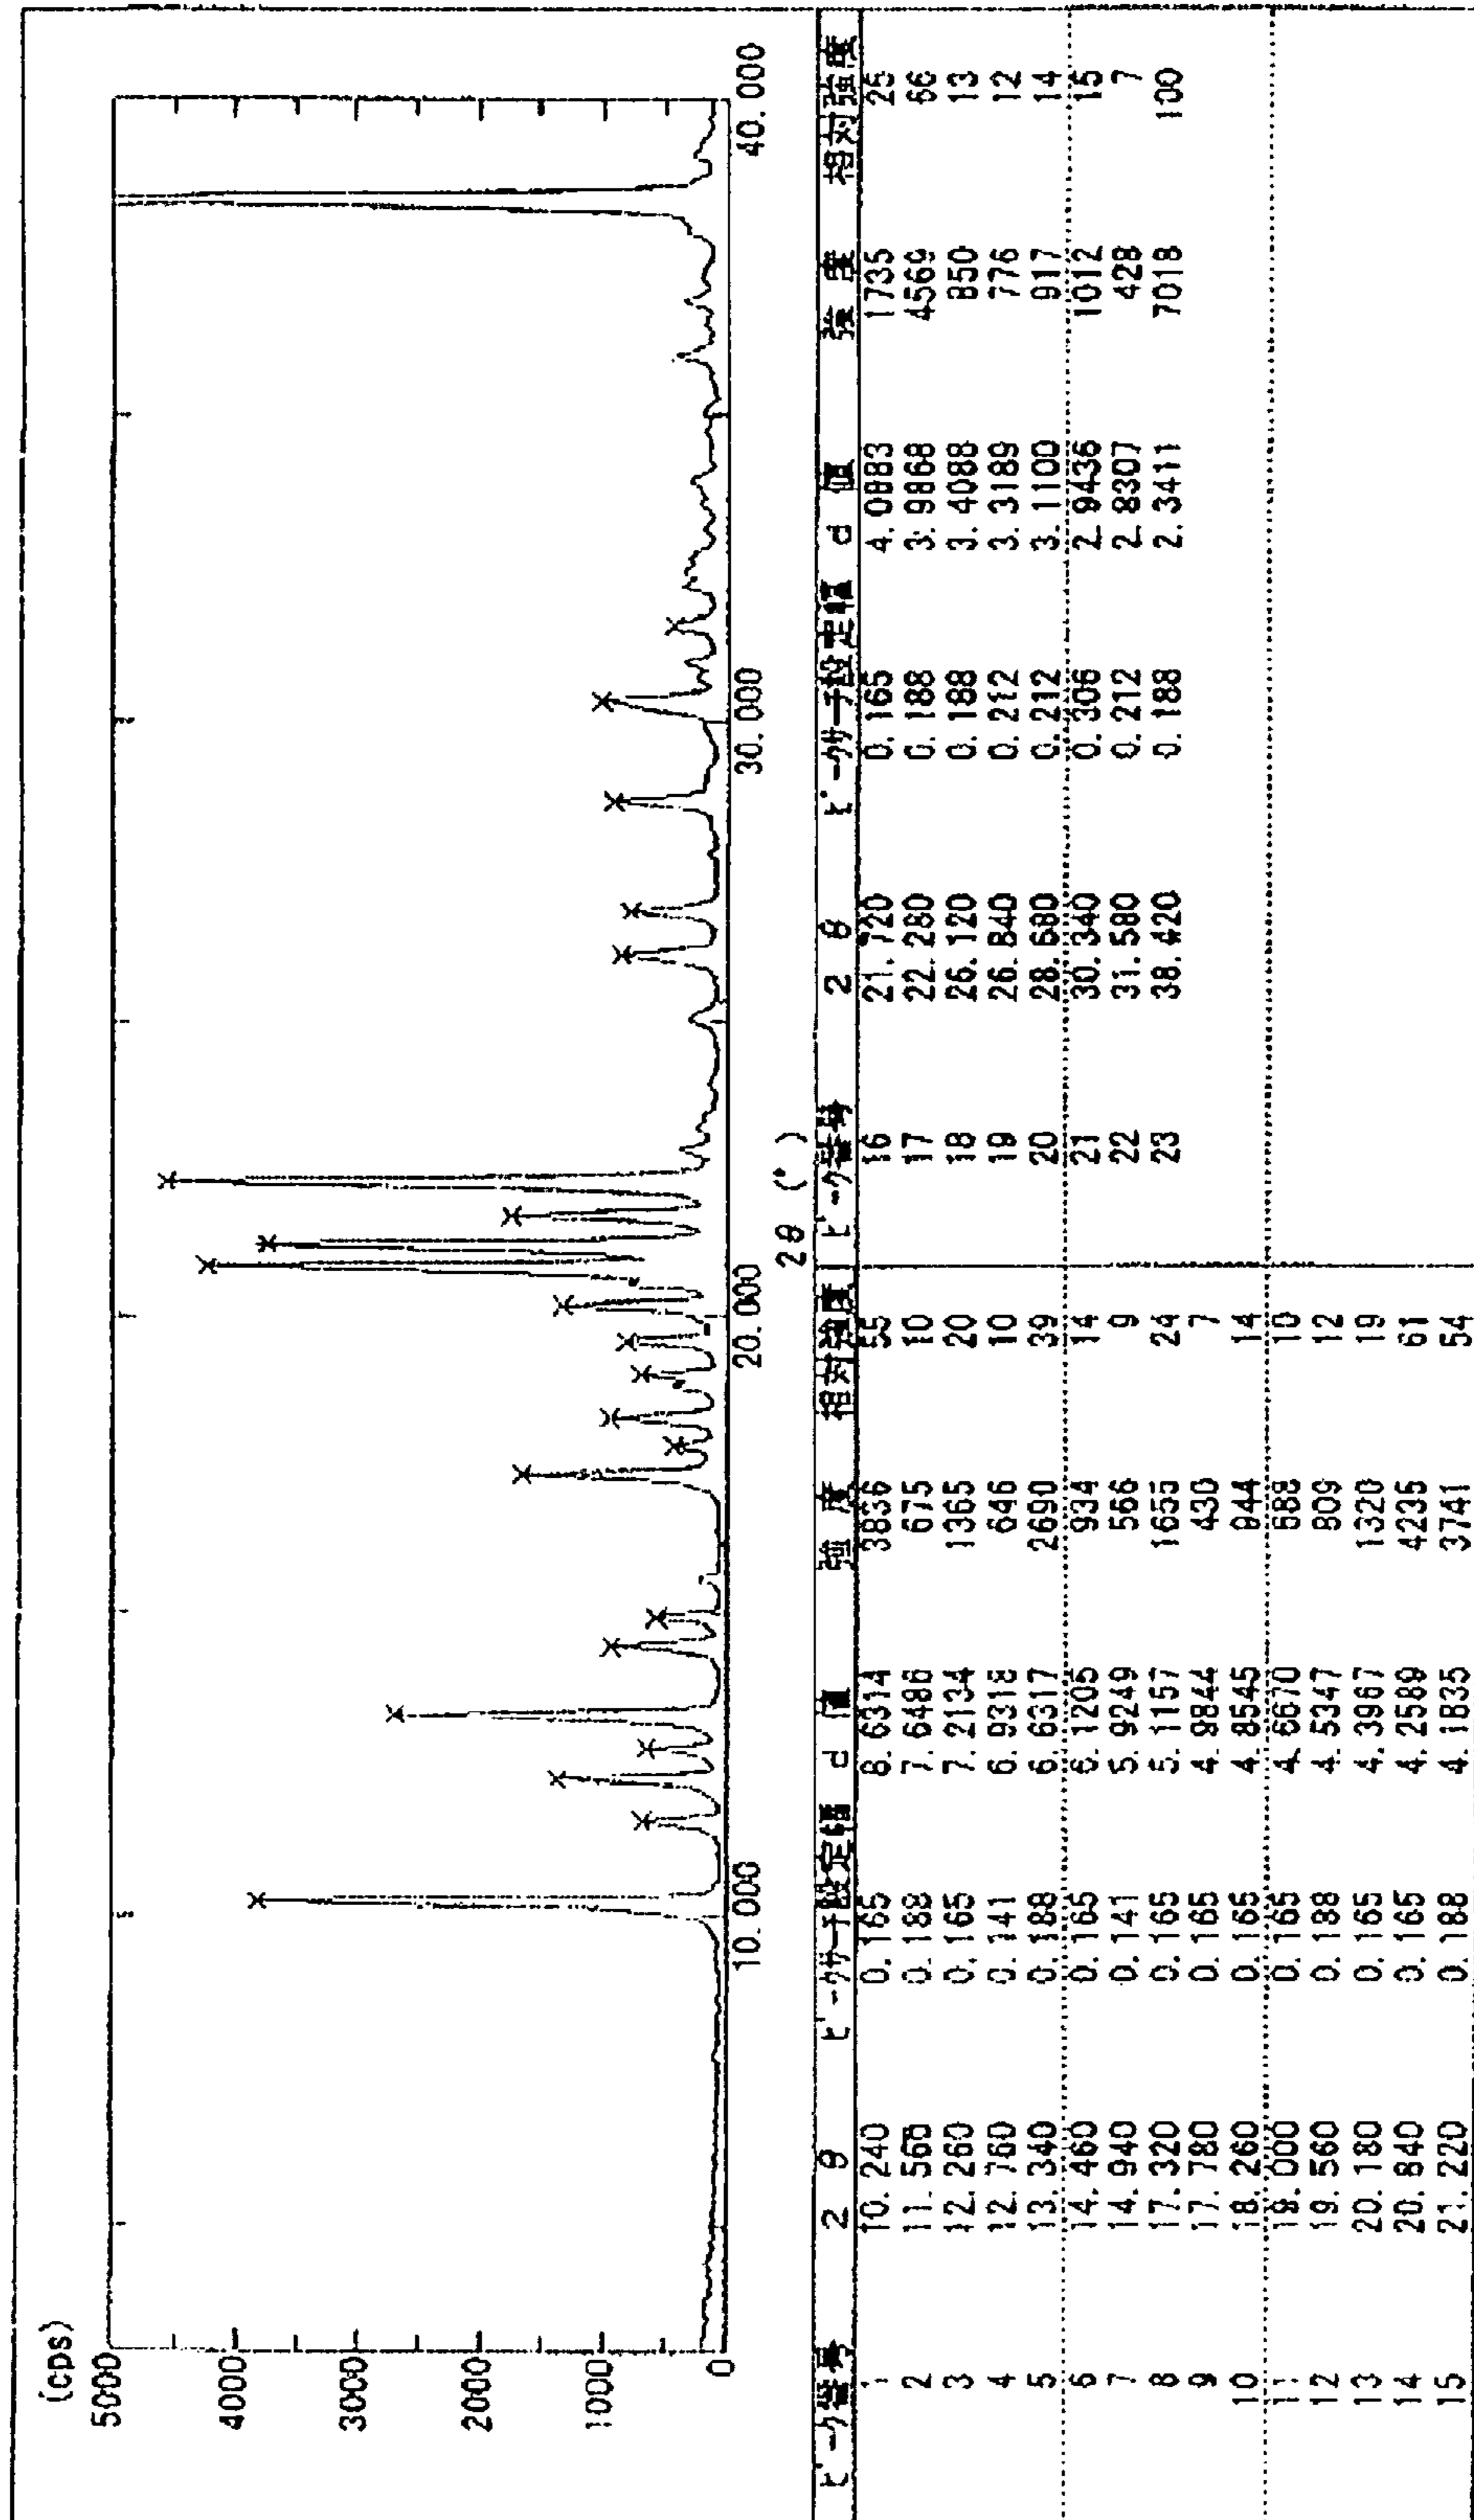 (cps)
5000
4000
3000
2000
1000
0
10.000 20.000 30.000 40.000
2θ (°)
ピーク番号 2θ ピークサーチ設定幅 d値 強度 相対強度 ピーク番号 2θ ピークサーチ設定幅 d値 強度 相対強度
1 10.240 0.165 8.6314 3836 55 16 21.720 0.165 4.0883 1735 25
2 11.560 0.188 7.6486 675 10 17 22.280 0.188 3.9868 4569 66
3 12.260 0.165 7.2134 1365 20 18 26.120 0.188 3.4088 850 13
4 12.760 0.141 6.9318 646 10 19 26.840 0.212 3.3189 776 12
5 13.340 0.188 6.6317 2690 39 20 28.680 0.212 3.1100 917 14
6 14.460 0.165 6.1205 934 14 21 30.340 0.306 2.9436 1012 15
7 14.940 0.141 5.9249 566 9 22 31.580 0.212 2.8307 428 7
8 17.320 0.165 5.1157 1655 24 23 38.420 0.188 2.3411 7018 100
9 17.780 0.165 4.9844 430 7
10 18.260 0.165 4.8545 944 14
11 19.000 0.165 4.6670 688 10
12 19.560 0.188 4.5347 809 12
13 20.180 0.165 4.3967 1320 19
14 20.840 0.165 4.2589 4235 61
15 21.220 0.188 4.1835 3741 54